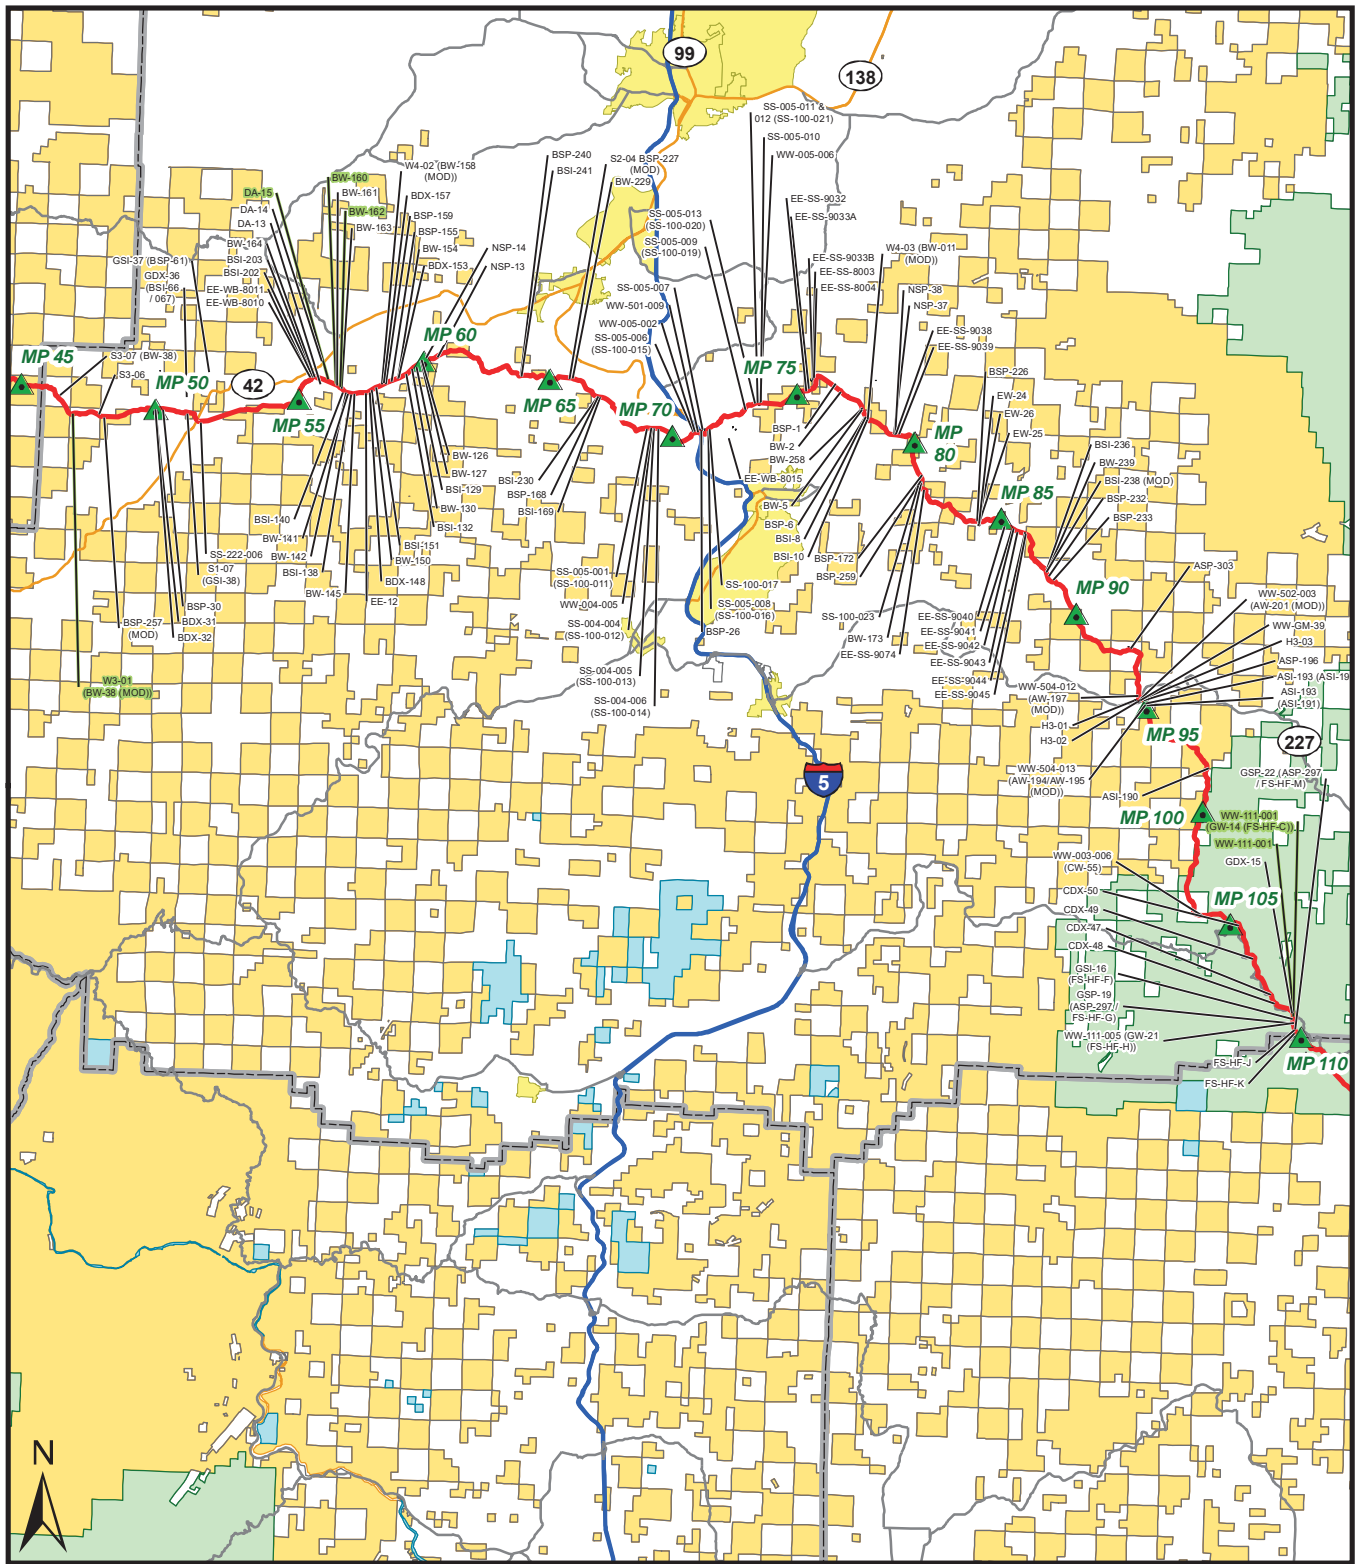 99
138
SS-005-011 &
012 (SS-100-021)
SS-005-010
WW-005-006
BSP-240
BSI-241
S2-04 BSP-227
(MOD)
BW-229
W4-02 (BW-158
(MOD))
BDX-157
BSP-159
BSP-155
BW-154
BDX-153
NSP-14
NSP-13
BW-160
BW-161
BW-162
BW-163
DA-15
DA-14
DA-13
BW-164
BSI-203
BSI-202
EE-WB-8011
EE-WB-8010
GSI-37 (BSP-61)
GDX-36
(BSI-66
/ 067)
EE-SS-9032
EE-SS-9033A
EE-SS-9033B
EE-SS-8003
EE-SS-8004
SS-005-013
(SS-100-020)
SS-005-009
(SS-100-019)
SS-005-007
WW-501-009
WW-005-002
SS-005-006
(SS-100-015)
W4-03 (BW-011
(MOD))
NSP-38
NSP-37
EE-SS-9038
EE-SS-9039
BSP-226
EW-24
EW-26
EW-25
MP 45
S3-07 (BW-38)
S3-06
MP 50
42
MP 55
MP 60
MP 65
MP 70
MP 75
MP
80
MP 85
BSI-236
BW-239
BSI-238 (MOD)
BSP-232
BSP-233
MP 90
BW-126
BW-127
BSI-129
BW-130
BSI-132
BSI-151
BW-150
BDX-148
EE-12
BW-145
BSI-138
BW-142
BW-141
BSI-140
SS-222-006
S1-07
(GSI-38)
BSP-30
BDX-31
BDX-32
BSP-257
(MOD)
W3-01
(BW-38 (MOD))
BSI-230
BSP-168
BSI-169
SS-005-001
(SS-100-011)
WW-004-005
SS-004-004
(SS-100-012)
SS-004-005
(SS-100-013)
SS-004-006
(SS-100-014)
SS-100-017
SS-005-008
(SS-100-016)
BSP-26
BSP-1
BW-2
BW-258
EE-WB-8015
BW-5
BSP-6
BSI-8
BSI-10
BSP-172
BSP-259
SS-100-023
BW-173
EE-SS-9074
EE-SS-9040
EE-SS-9041
EE-SS-9042
EE-SS-9043
EE-SS-9044
EE-SS-9045
ASP-303
WW-502-003
(AW-201 (MOD))
WW-GM-39
H3-03
ASP-196
ASI-193 (ASI-19
ASI-193
(ASI-191)
WW-504-012
(AW-197
(MOD))
H3-01
H3-02
WW-504-013
(AW-194/AW-195
(MOD))
ASI-190
MP 95
227
5
GSP-22 (ASP-297
/ FS-HF-M)
MP 100
WW-111-001
(GW-14 (FS-HF-C))
WW-111-001
GDX-15
WW-003-006
(CW-55)
CDX-50
CDX-49
CDX-47
CDX-48
MP 105
GSI-16
(FS-HF-F)
GSP-19
(ASP-297 /
FS-HF-G)
WW-111-005 (GW-21
(FS-HF-H))
FS-HF-J
FS-HF-K
MP 110
N